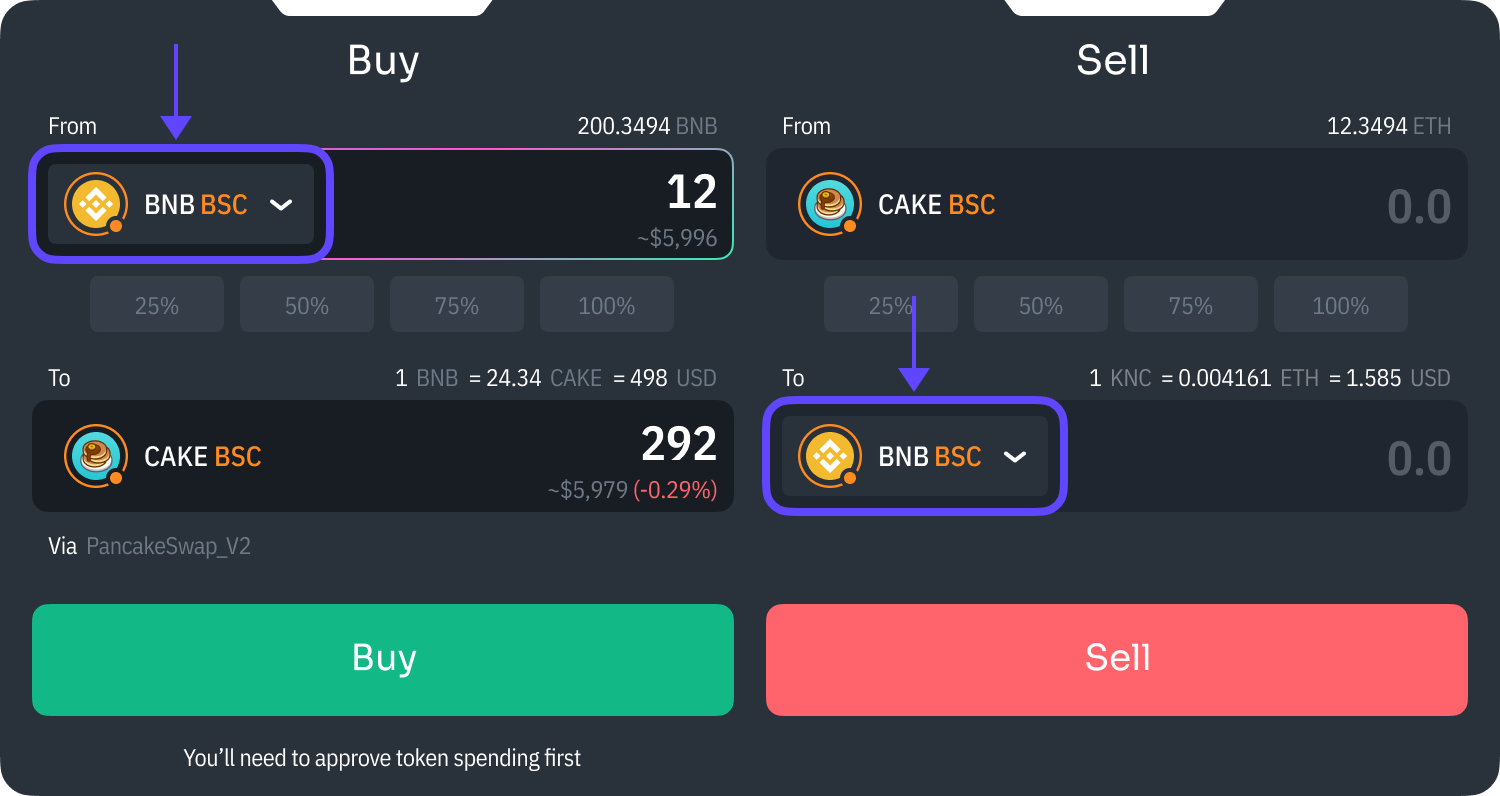 Buy
From 200.3494 BNB
BNB BSC 12
~$5,996
25% 50% 75% 100%
To 1 BNB = 24.34 CAKE = 498 USD
CAKE BSC 292
~$5,979 (-0.29%)
Via PancakeSwap_V2
Buy
You’ll need to approve token spending first
Sell
From 12.3494 ETH
CAKE BSC 0.0
25% 50% 75% 100%
To 1 KNC = 0.004161 ETH = 1.585 USD
BNB BSC 0.0
Sell